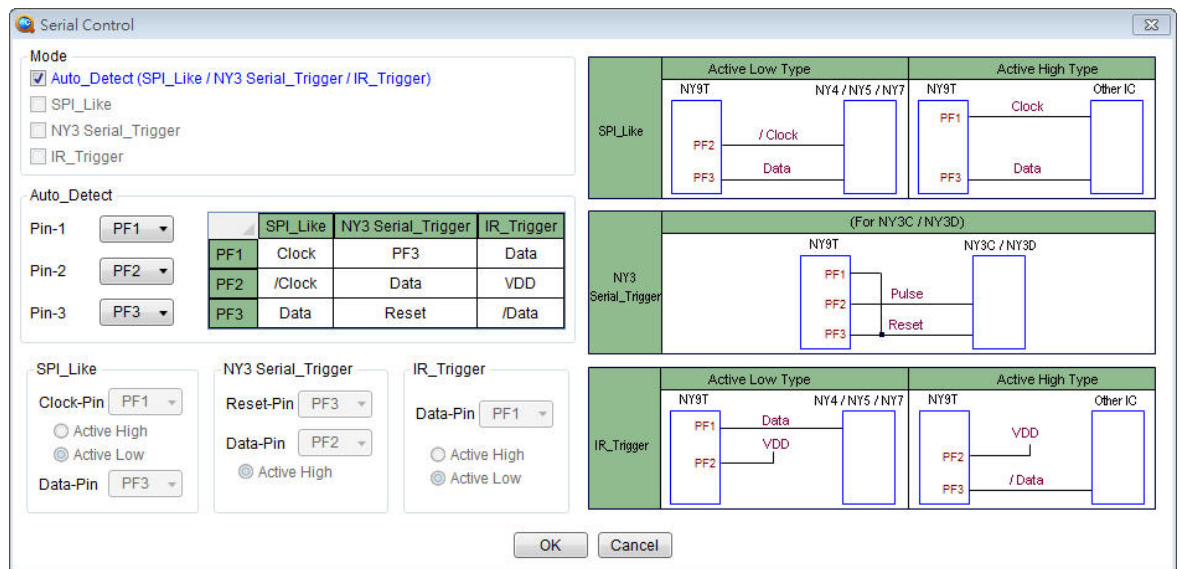 Serial Control
Mode
Auto_Detect (SPI_Like / NY3 Serial_Trigger / IR_Trigger)
SPI_Like
NY3 Serial_Trigger
IR_Trigger
Auto_Detect
Pin-1 PF1
Pin-2 PF2
Pin-3 PF3
SPI_Like NY3 Serial_Trigger IR_Trigger
PF1 Clock PF3 Data
PF2 /Clock Data VDD
PF3 Data Reset /Data
SPI_Like
Clock-Pin PF1
Active High
Active Low
Data-Pin PF3
NY3 Serial_Trigger
Reset-Pin PF3
Data-Pin PF2
Active High
IR_Trigger
Data-Pin PF1
Active High
Active Low
SPI_Like
Active Low Type
NY9T NY4 / NY5 / NY7
PF2 / Clock
PF3 Data
Active High Type
NY9T Other IC
PF1 Clock
PF3 Data
NY3
Serial_Trigger
(For NY3C / NY3D)
NY9T NY3C / NY3D
PF1
PF2 Pulse
PF3 Reset
IR_Trigger
Active Low Type
NY9T NY4 / NY5 / NY7
PF1 Data
PF2 VDD
Active High Type
NY9T Other IC
PF2 VDD
PF3 / Data
OK Cancel